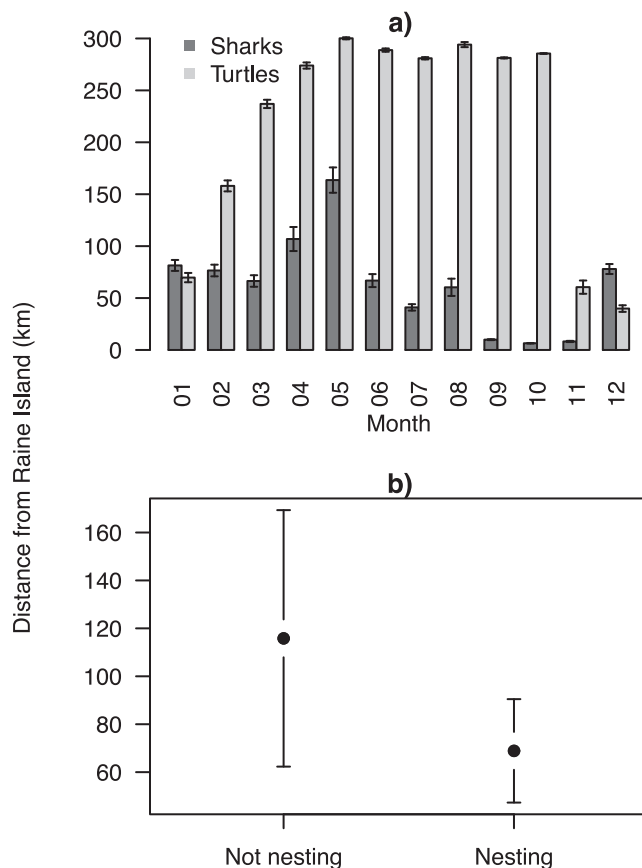 a)
300
250
200
150
100
50
0
Sharks
Turtles
01 02 03 04 05 06 07 08 09 10 11 12
Month
Distance from Raine Island (km)
b)
160
140
120
100
80
60
Not nesting Nesting